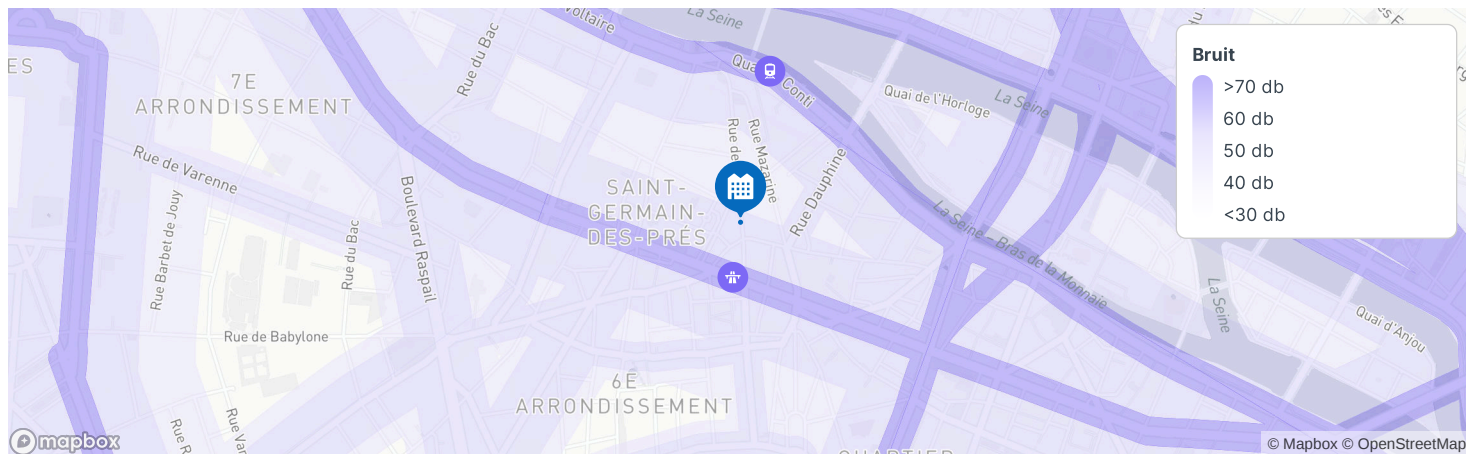 Voltaire
La Seine
Rue du Bac
7E
ARRONDISSEMENT
Quai
Conti
Quai de l'Horloge
La Seine
Bruit
>70 db
60 db
50 db
40 db
<30 db
Rue de Varenne
Rue de
Rue Mazarine
Rue Dauphine
SAINT-
GERMAIN-
DES-PRÉS
Boulevard Raspail
Rue Barbet de Jouy
Rue du Bac
La Seine - Bras de la Monnaie
La Seine
Quai d'Anjou
Rue de Babylone
6E
ARRONDISSEMENT
mapbox
© Mapbox © OpenStreetMap